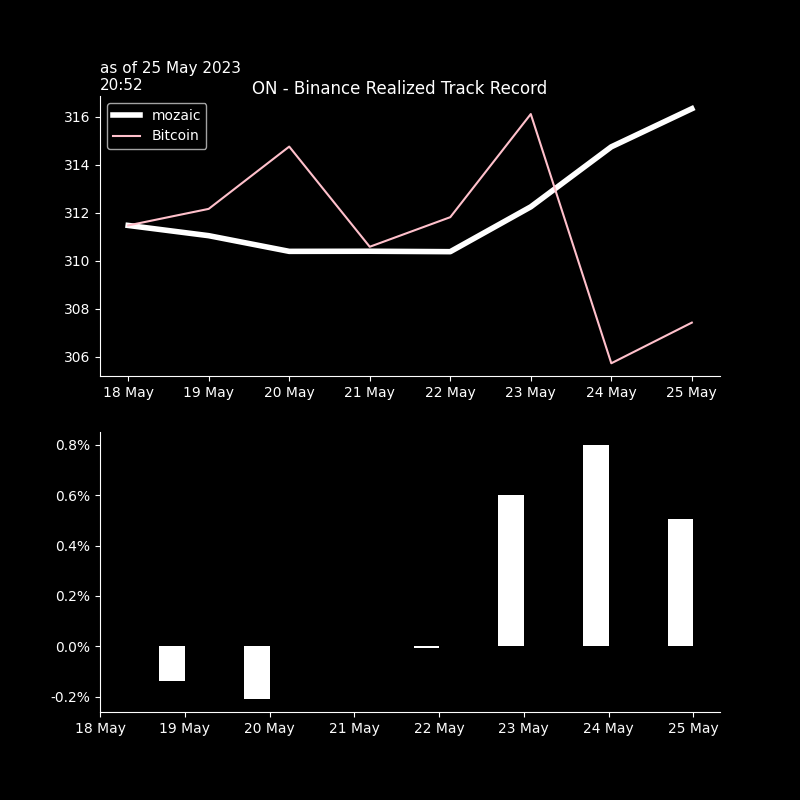 as of 25 May 2023
20:52
ON - Binance Realized Track Record
mozaic
Bitcoin
316
314
312
310
308
306
18 May 19 May 20 May 21 May 22 May 23 May 24 May 25 May
0.8%
0.6%
0.4%
0.2%
0.0%
-0.2%
18 May 19 May 20 May 21 May 22 May 23 May 24 May 25 May